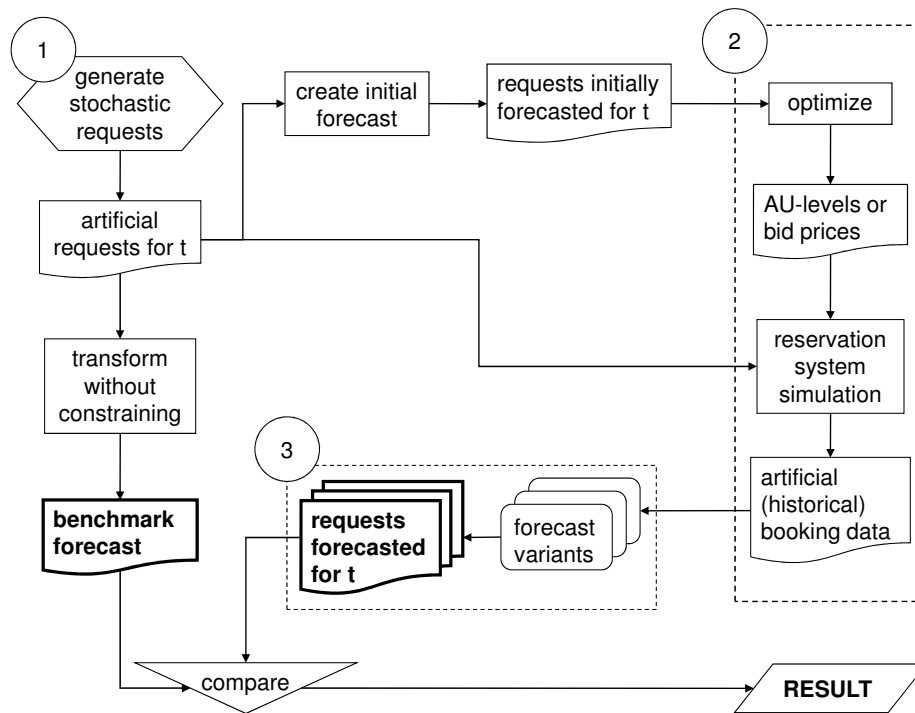 1
generate
stochastic
requests
create initial
forecast
requests initially
forecasted for t
2
optimize
artificial
requests for t
AU-levels or
bid prices
transform
without
constraining
reservation
system
simulation
3
benchmark
forecast
requests
forecasted
for t
forecast
variants
artificial
(historical)
booking data
compare
RESULT